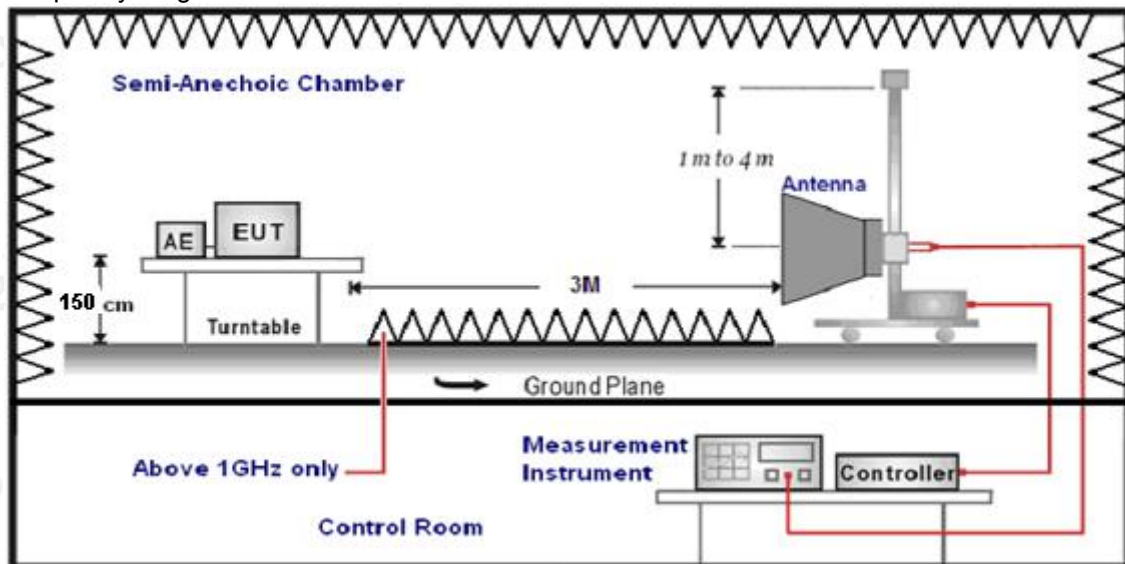 Semi-Anechoic Chamber
1 m to 4 m
Antenna
AE
EUT
150 cm
3M
Turntable
Ground Plane
Above 1GHz only
Measurement
Instrument
Controller
Control Room